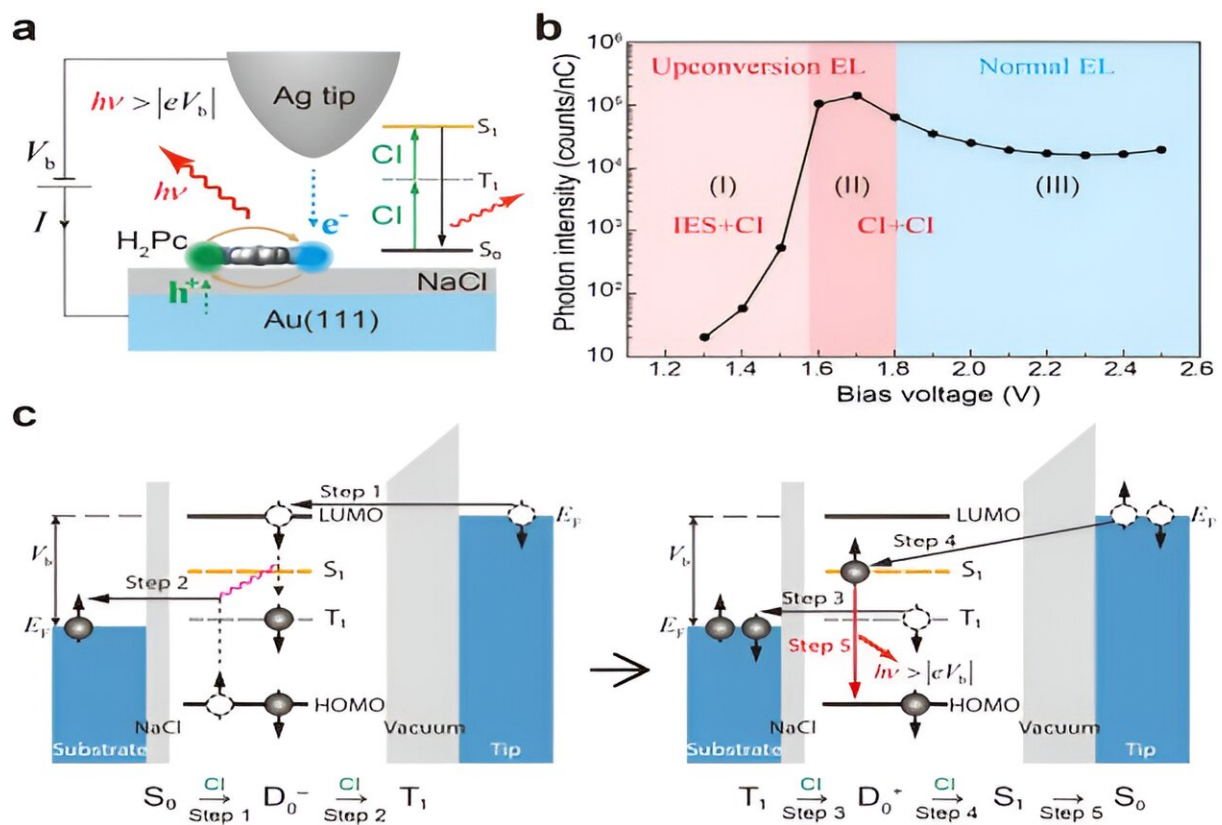 a
Ag tip
hν > |eV_b|
V_b
I
hν
e⁻
CI
CI
S₁
T₁
S₀
H₂Pc
h⁺
NaCl
Au(111)
b
Photon intensity (counts/nC)
10⁶
10⁵
10⁴
10³
10²
10
Upconversion EL
Normal EL
(I)
IES+CI
(II)
CI+CI
(III)
1.2 1.4 1.6 1.8 2.0 2.2 2.4 2.6
Bias voltage (V)
c
Step 1
LUMO
E_F
V_b
S₁
Step 2
T₁
E_F
HOMO
NaCl
Vacuum
Substrate
Tip
S₀ CI→ Step 1 D₀⁻ CI→ Step 2 T₁
LUMO
E_F
Step 4
V_b
S₁
Step 3
T₁
E_F
Step 5
hν > |eV_b|
HOMO
NaCl
Vacuum
Substrate
Tip
T₁ CI→ Step 3 D₀⁺ CI→ Step 4 S₁ → Step 5 S₀